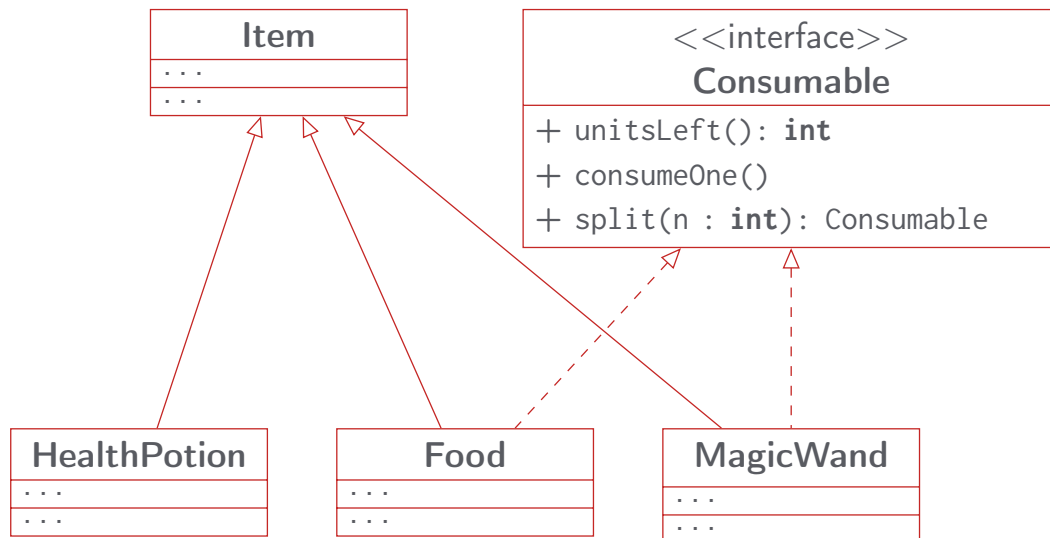 Item
...
...
<<interface>>
Consumable
+ unitsLeft(): int
+ consumeOne()
+ split(n : int): Consumable
HealthPotion
...
...
Food
...
...
MagicWand
...
...